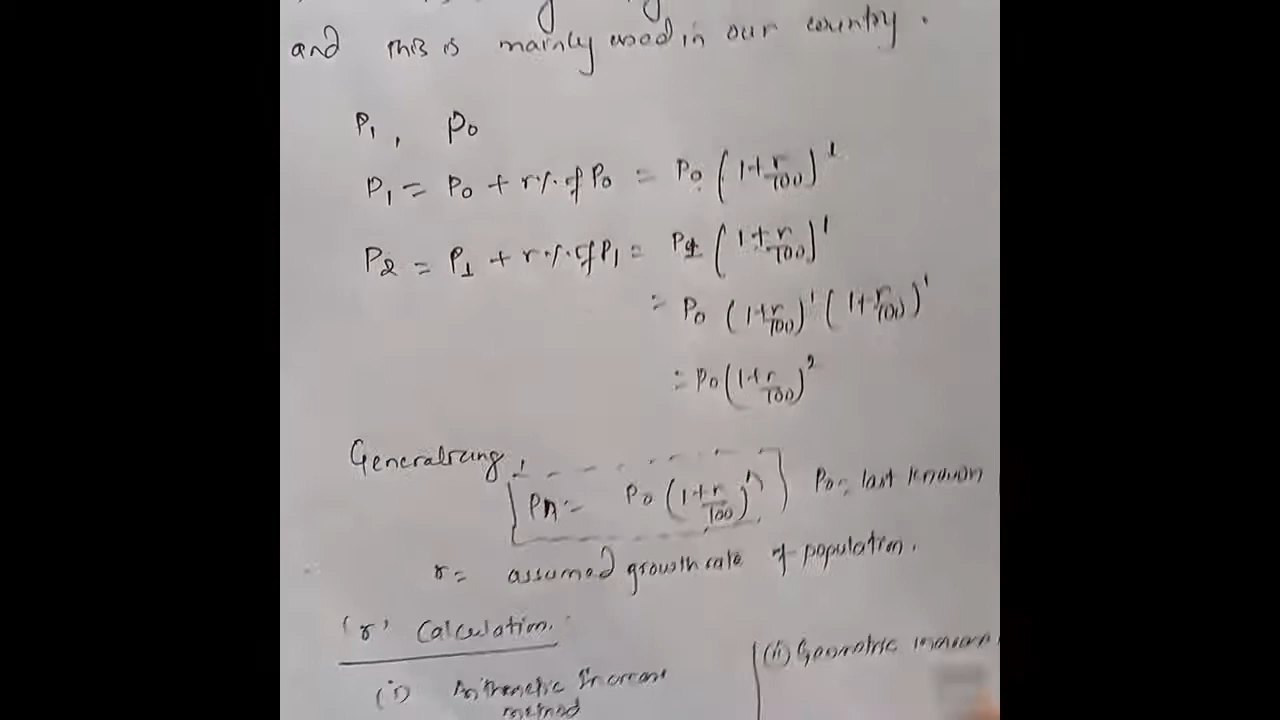 and this is mainly used in our country.
P1, P0
P1 = P0 + r% of P0 = P0 (1+r/100)^1
P2 = P1 + r% of P1 = P1 (1+r/100)^1
= P0 (1+r/100)^1 (1+r/100)^1
= P0 (1+r/100)^2
Generalizing,
Pn = P0 (1+r/100)^n P0 = last known
r = assumed growth rate of population.
'r' Calculation.
(i) Arithmetic Increase method
(ii) Geometric